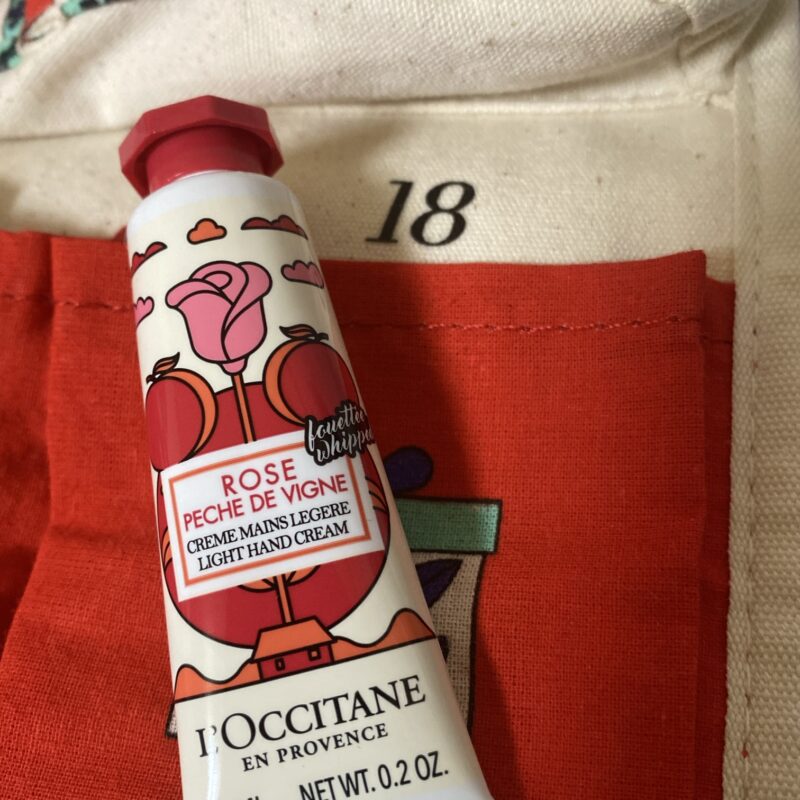 18
fouettée
whipped
ROSE
PECHE DE VIGNE
CREME MAINS LEGERE
LIGHT HAND CREAM
L'OCCITANE
EN PROVENCE
NET WT. 0.2 OZ.